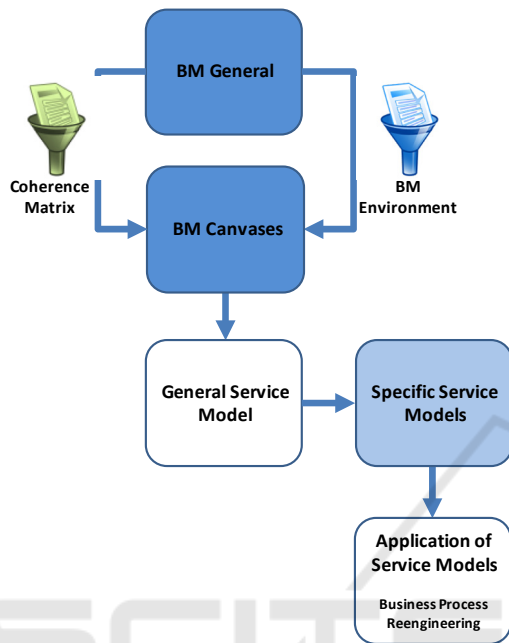 BM General
Coherence
Matrix
BM
Environment
BM Canvases
General Service
Model
Specific Service
Models
Application of
Service Models
Business Process
Reengineering